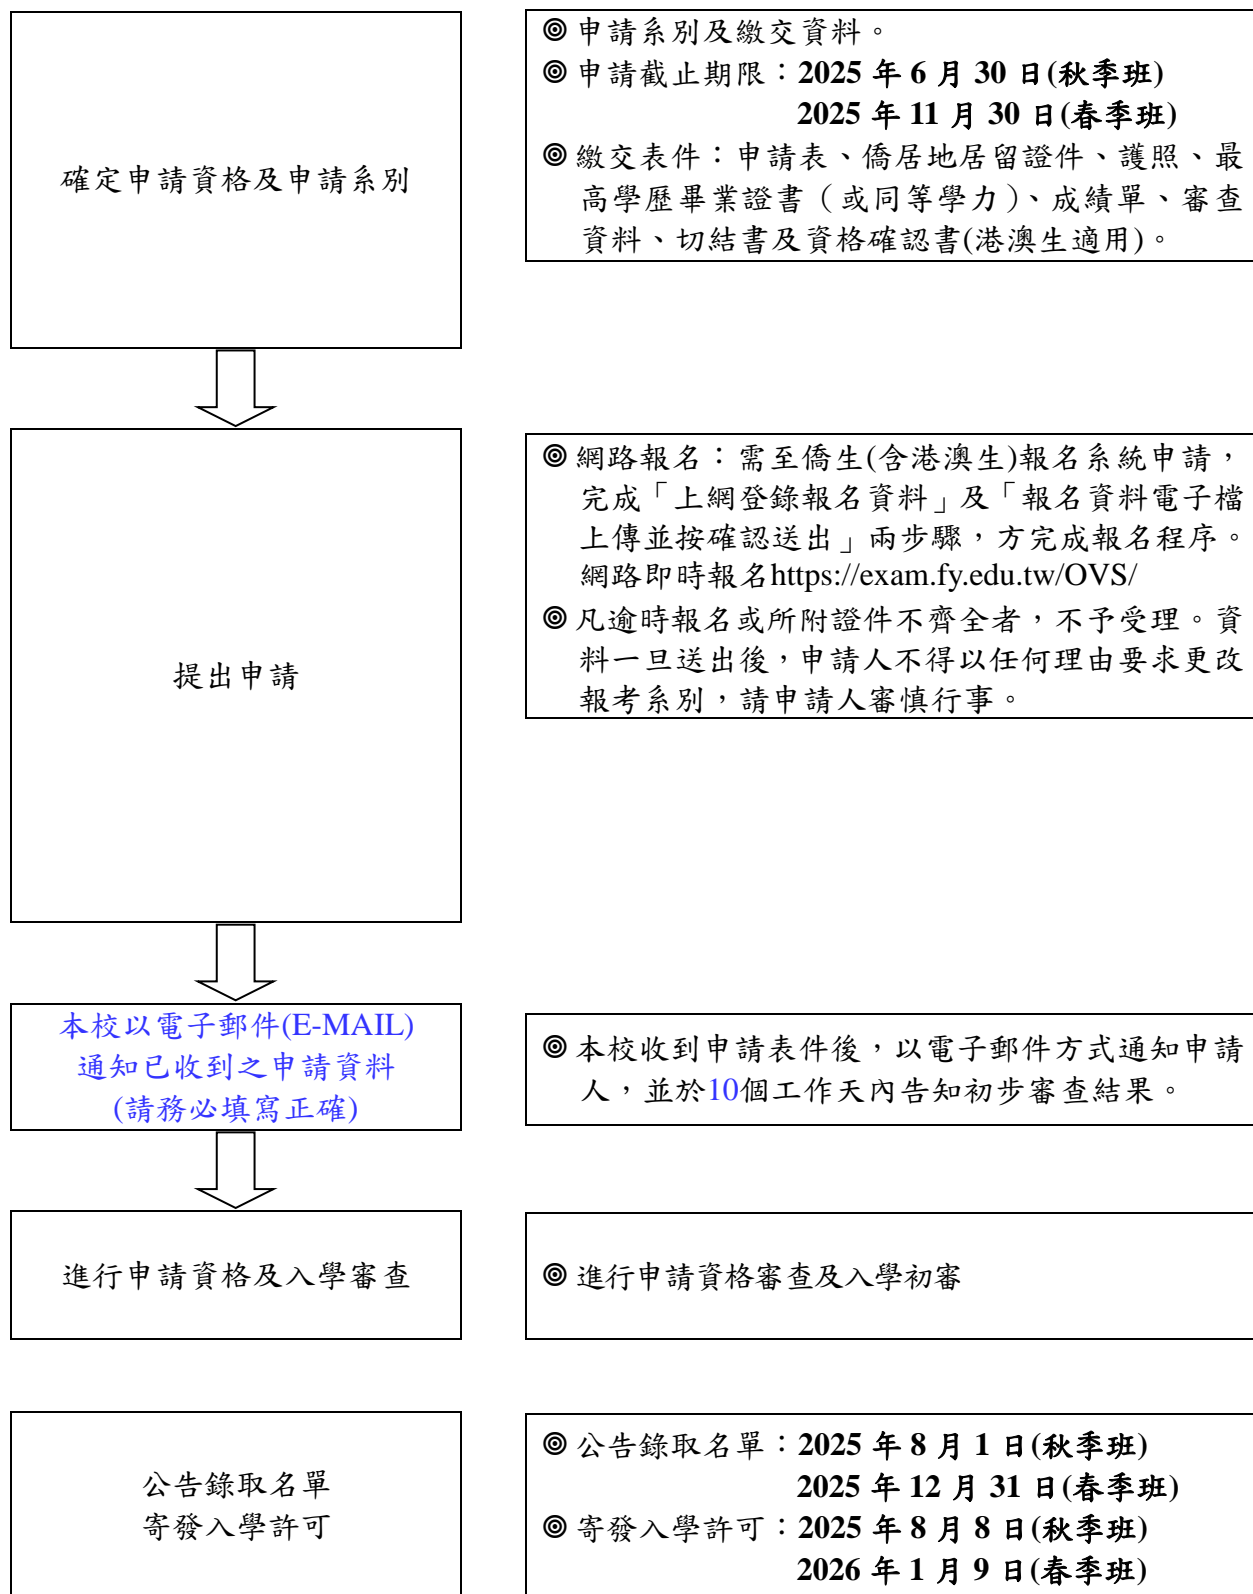 確定申請資格及申請系別
◎申請系別及繳交資料。
◎申請截止期限：2025 年 6 月 30 日(秋季班)
2025 年 11 月 30 日(春季班)
◎繳交表件：申請表、僑居地居留證件、護照、最
高學歷畢業證書（或同等學力）、成績單、審查
資料、切結書及資格確認書(港澳生適用)。
提出申請
◎網路報名：需至僑生(含港澳生)報名系統申請，
完成「上網登錄報名資料」及「報名資料電子檔
上傳並按確認送出」兩步驟，方完成報名程序。
網路即時報名https://exam.fy.edu.tw/OVS/
◎凡逾時報名或所附證件不齊全者，不予受理。資
料一旦送出後，申請人不得以任何理由要求更改
報考系別，請申請人審慎行事。
本校以電子郵件(E-MAIL)
通知已收到之申請資料
(請務必填寫正確)
◎本校收到申請表件後，以電子郵件方式通知申請
人，並於10個工作天內告知初步審查結果。
進行申請資格及入學審查
◎進行申請資格審查及入學初審
公告錄取名單
寄發入學許可
◎公告錄取名單：2025 年 8 月 1 日(秋季班)
2025 年 12 月 31 日(春季班)
◎寄發入學許可：2025 年 8 月 8 日(秋季班)
2026 年 1 月 9 日(春季班)